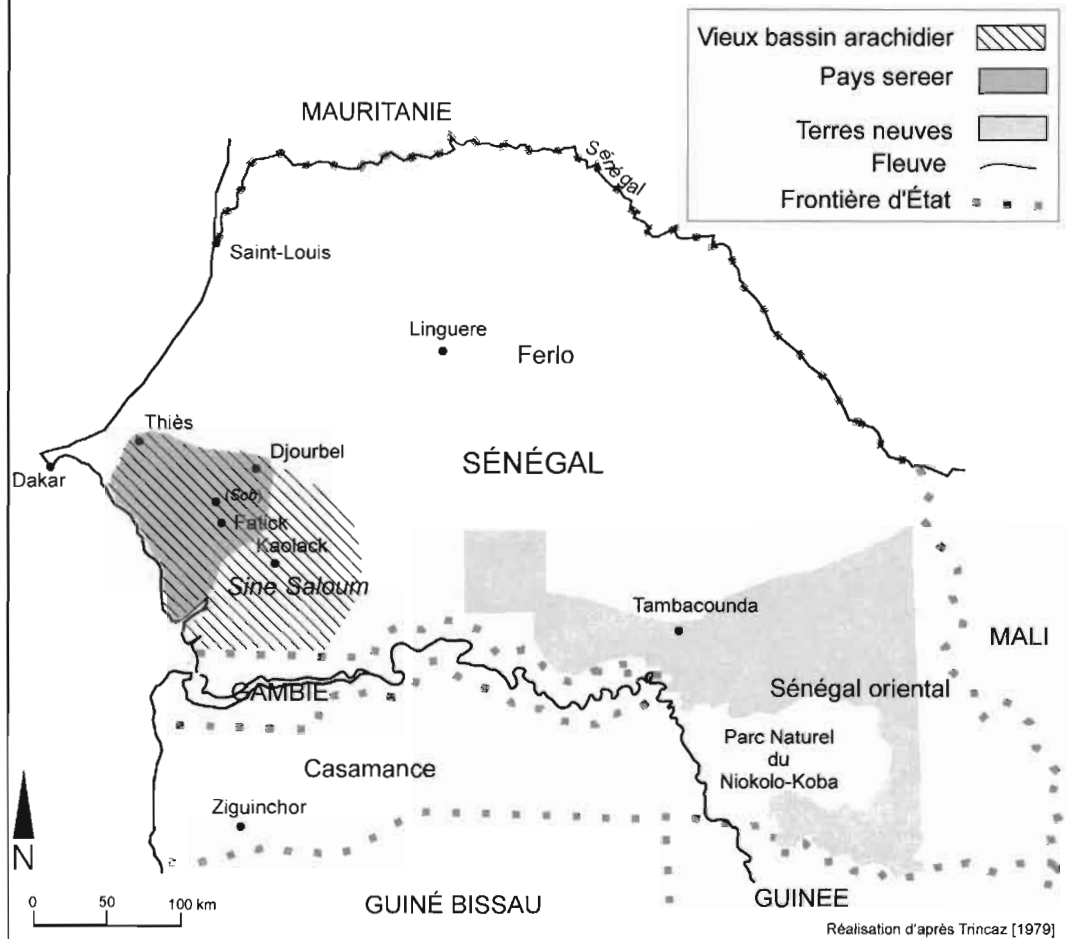 Vieux bassin arachidier
Pays sereer
Terres neuves
Fleuve
Frontière d'État
MAURITANIE
Sénégal
Saint-Louis
Linguere
Ferlo
Thiès
Djourbel
SÉNÉGAL
Dakar
(Sob)
Fatick
Kaolack
Sine Saloum
Tambacounda
MALI
Sénégal oriental
GAMBIE
Parc Naturel
du
Niokolo-Koba
Casamance
Ziguinchor
N
0 50 100 km
GUINÉ BISSAU
GUINEE
Réalisation d'après Trincaz [1979]